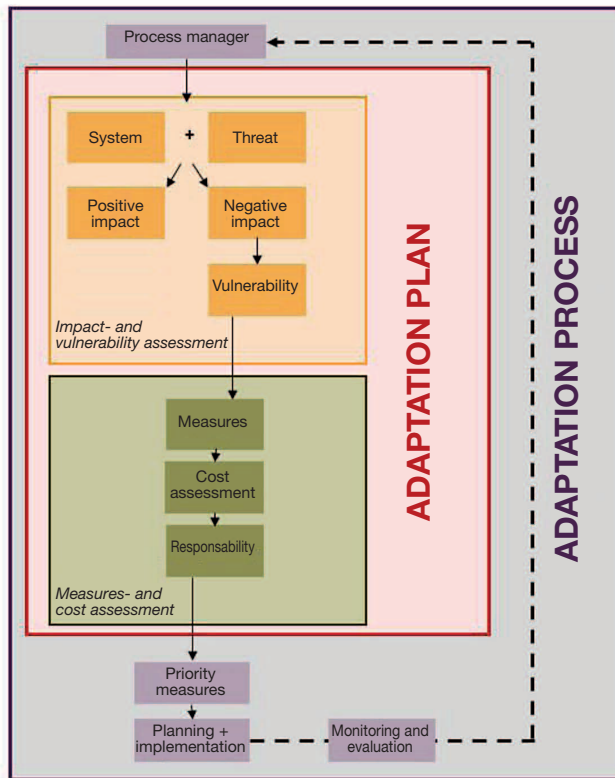 Process manager
System
+
Threat
Positive
impact
Negative
impact
Vulnerability
Impact- and
vulnerability assessment
Measures
Cost
assessment
Responsability
Measures- and
cost assessment
ADAPTATION PLAN
ADAPTATION PROCESS
Priority
measures
Planning +
implementation
Monitoring and
evaluation